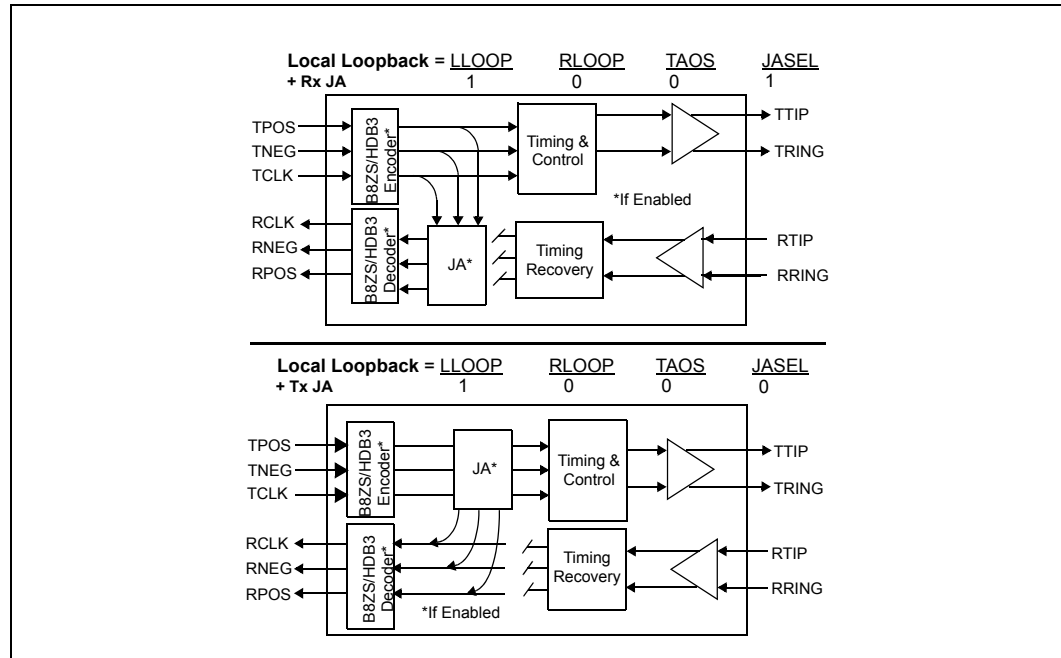 Local Loopback = LLOOP RLOOP TAOS JASEL
+ Rx JA 1 0 0 1
TPOS
TNEG
TCLK
B8ZS/HDB3
Encoder*
Timing &
Control
TTIP
TRING
*If Enabled
RCLK
RNEG
RPOS
B8ZS/HDB3
Decoder*
JA*
Timing
Recovery
RTIP
RRING
Local Loopback = LLOOP RLOOP TAOS JASEL
+ Tx JA 1 0 0 0
TPOS
TNEG
TCLK
B8ZS/HDB3
Encoder*
JA*
Timing &
Control
TTIP
TRING
RCLK
RNEG
RPOS
B8ZS/HDB3
Decoder*
*If Enabled
Timing
Recovery
RTIP
RRING